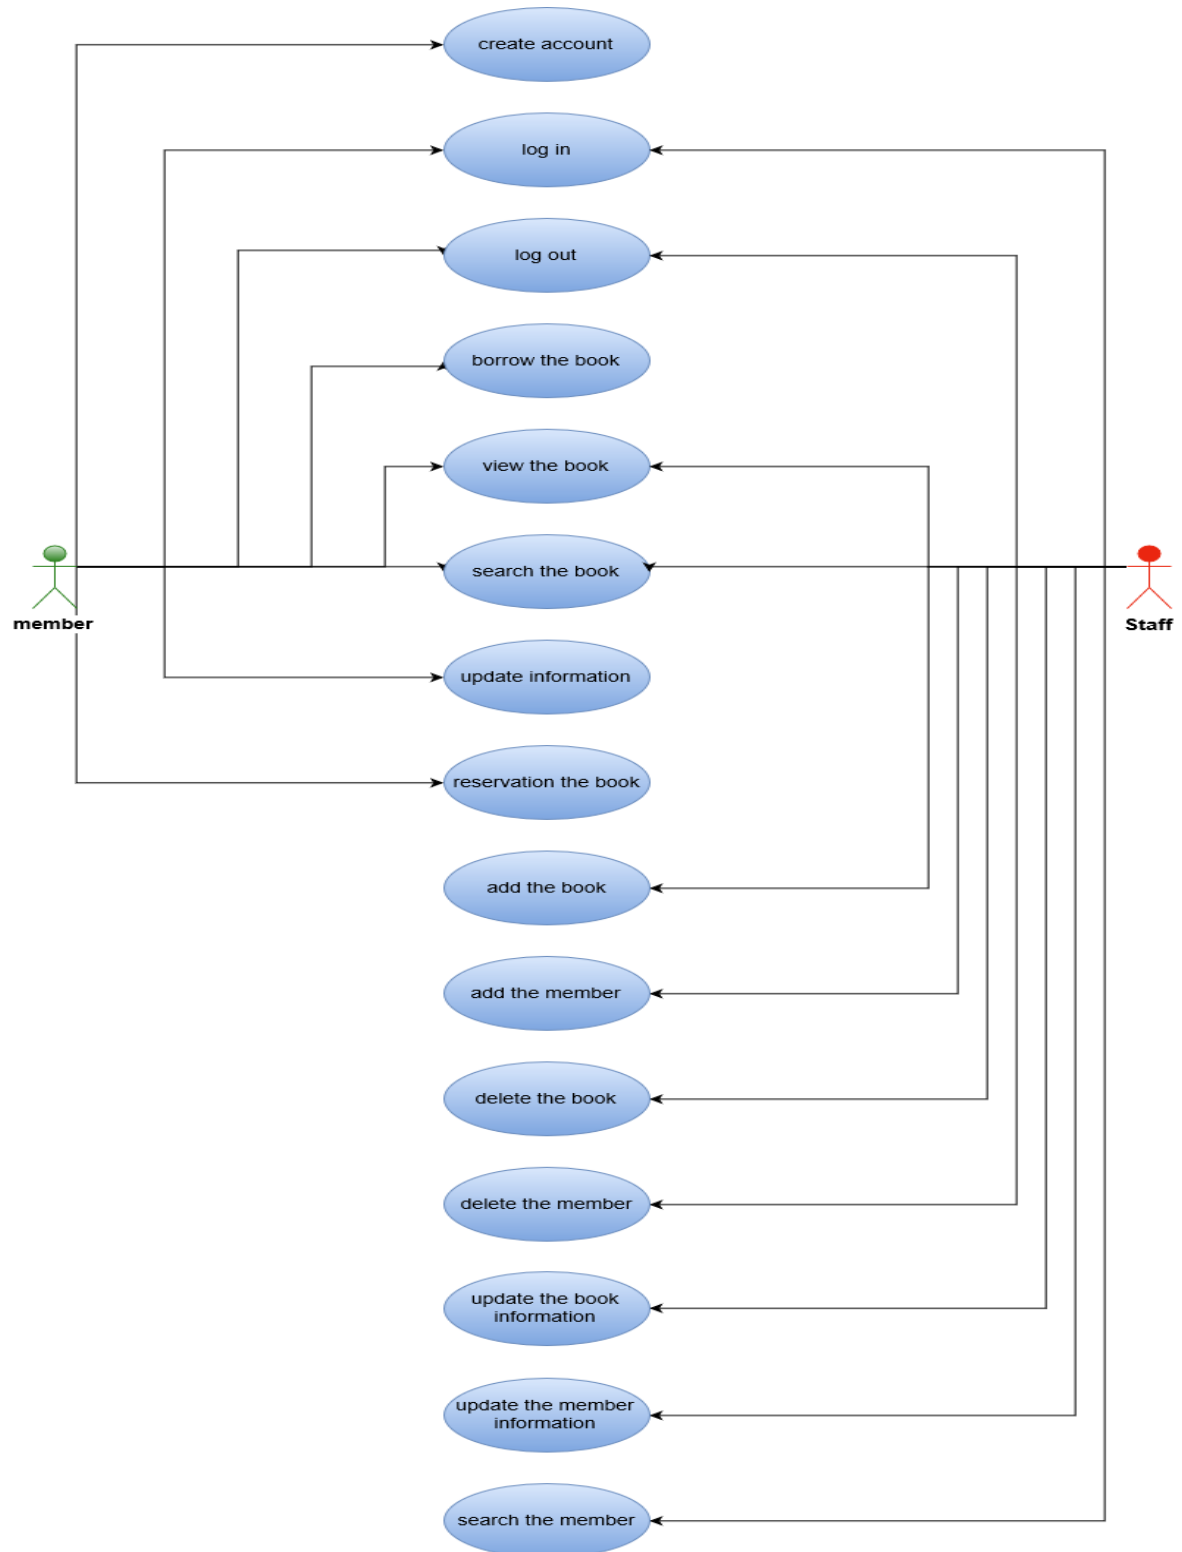 create account
log in
log out
borrow the book
view the book
search the book
member
Staff
update information
reservation the book
add the book
add the member
delete the book
delete the member
update the book
information
update the member
information
search the member